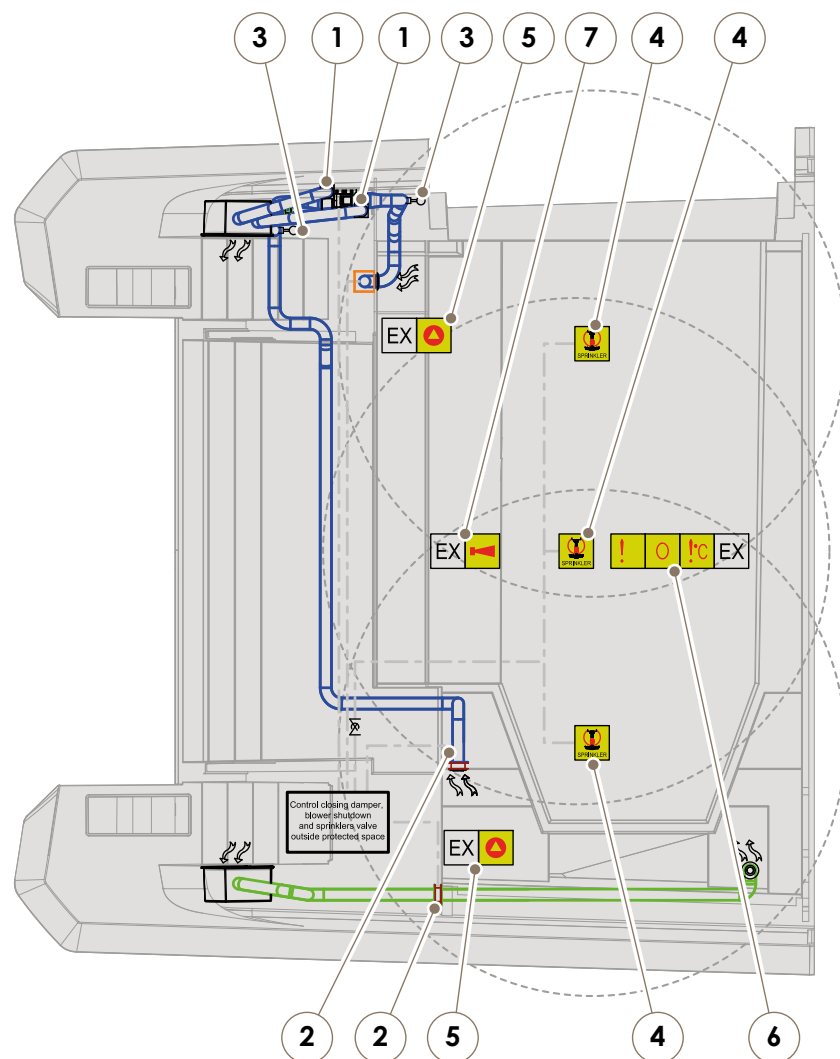 3 1 1 3 5 7 4 4
EX
SPRINKLER
EX
SPRINKLER
! O !°C EX
SPRINKLER
Control closing damper,
blower shutdown
and sprinklers valve
outside protected space
EX
2 2 5 4 6